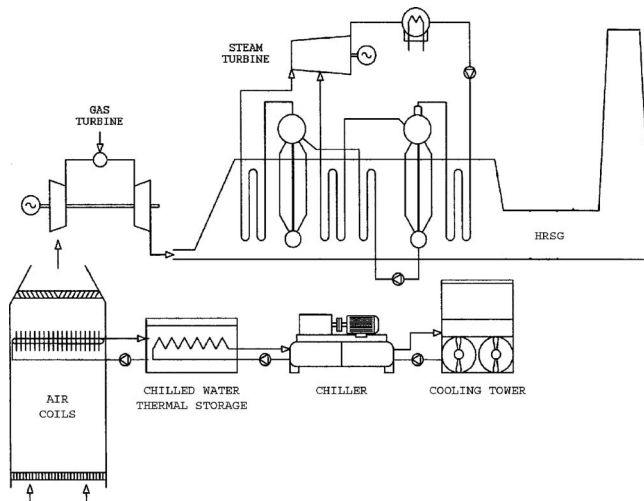 STEAM
TURBINE
GAS
TURBINE
HRSG
AIR
COILS
CHILLED WATER
THERMAL STORAGE
CHILLER
COOLING TOWER